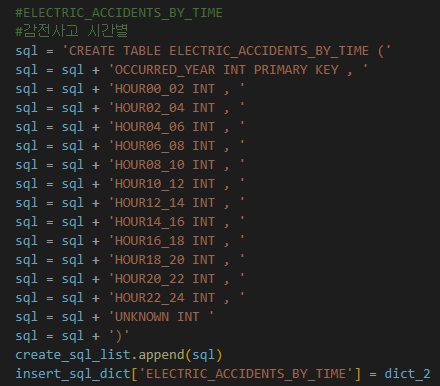 #ELECTRIC_ACCIDENTS_BY_TIME
#감전사고 시간별
sql = 'CREATE TABLE ELECTRIC_ACCIDENTS_BY_TIME ('
sql = sql + 'OCCURRED_YEAR INT PRIMARY KEY , '
sql = sql + 'HOUR00_02 INT , '
sql = sql + 'HOUR02_04 INT , '
sql = sql + 'HOUR04_06 INT , '
sql = sql + 'HOUR06_08 INT , '
sql = sql + 'HOUR08_10 INT , '
sql = sql + 'HOUR10_12 INT , '
sql = sql + 'HOUR12_14 INT , '
sql = sql + 'HOUR14_16 INT , '
sql = sql + 'HOUR16_18 INT , '
sql = sql + 'HOUR18_20 INT , '
sql = sql + 'HOUR20_22 INT , '
sql = sql + 'HOUR22_24 INT , '
sql = sql + 'UNKNOWN INT '
sql = sql + ')'
create_sql_list.append(sql)
insert_sql_dict['ELECTRIC_ACCIDENTS_BY_TIME'] = dict_2